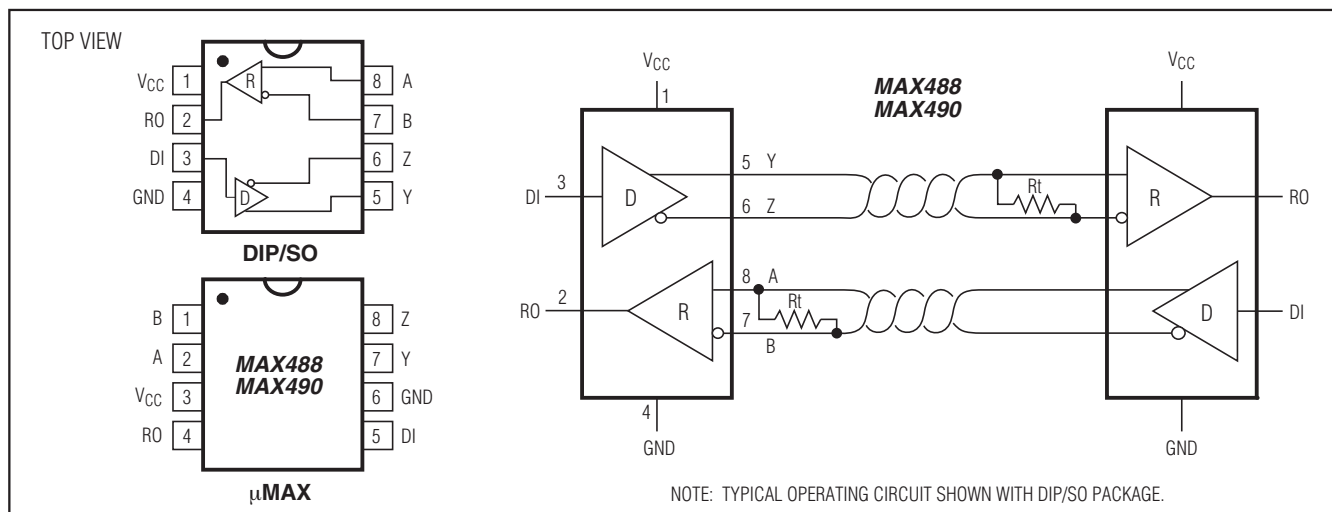 TOP VIEW
VCC 1
RO 2
DI 3
GND 4
8 A
7 B
6 Z
5 Y
R
D
DIP/SO
B 1
A 2
VCC 3
RO 4
8 Z
7 Y
6 GND
5 DI
MAX488
MAX490
µMAX
MAX488
MAX490
VCC
1
VCC
DI 3
D
5 Y
6 Z
Rt
R
RO
RO 2
R
8 A
7
B
Rt
D
DI
4
GND
GND
NOTE: TYPICAL OPERATING CIRCUIT SHOWN WITH DIP/SO PACKAGE.